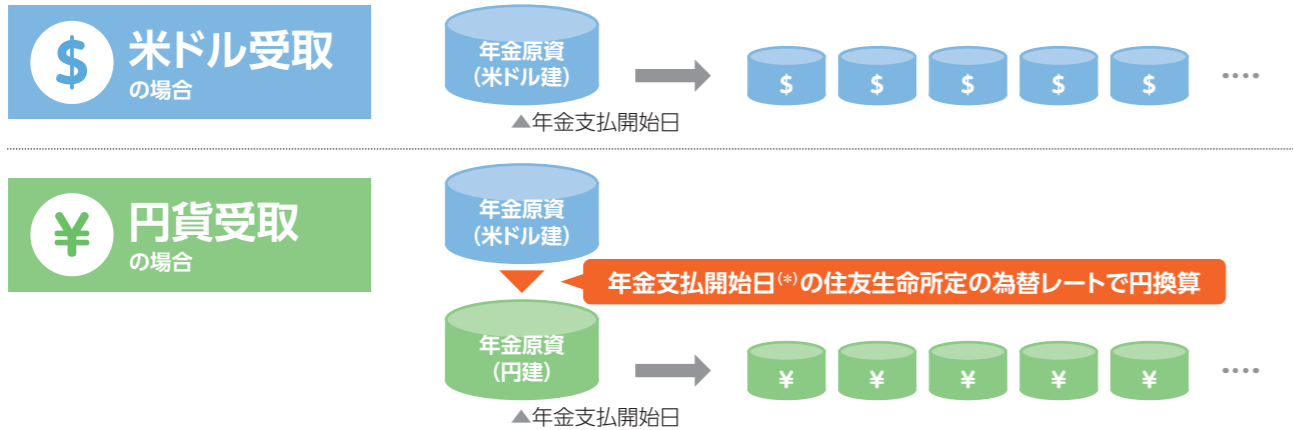 $
米ドル受取
の場合
年金原資
（米ドル建）
$ $ $ $ $ ‥‥
▲年金支払開始日
¥
円貨受取
の場合
年金原資
（米ドル建）
年金支払開始日(*)の住友生命所定の為替レートで円換算
年金原資
（円建）
¥ ¥ ¥ ¥ ¥ ‥‥
▲年金支払開始日